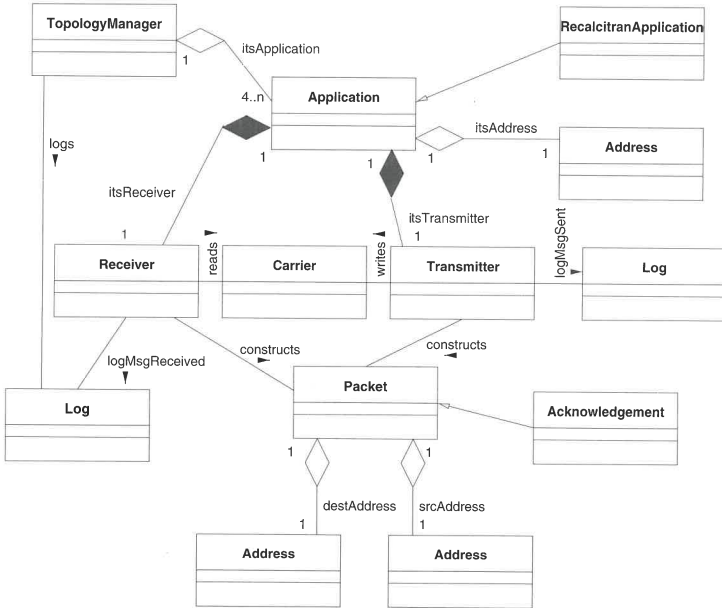 TopologyManager
RecalcitranApplication
1
itsApplication
4..n
Application
logs
1
1
1
itsAddress
1
Address
itsReceiver
itsTransmitter
1
1
Receiver
reads
Carrier
writes
Transmitter
logMsgSent
Log
logMsgReceived
constructs
constructs
Log
Packet
Acknowledgement
1
1
destAddress
srcAddress
1
1
Address
Address